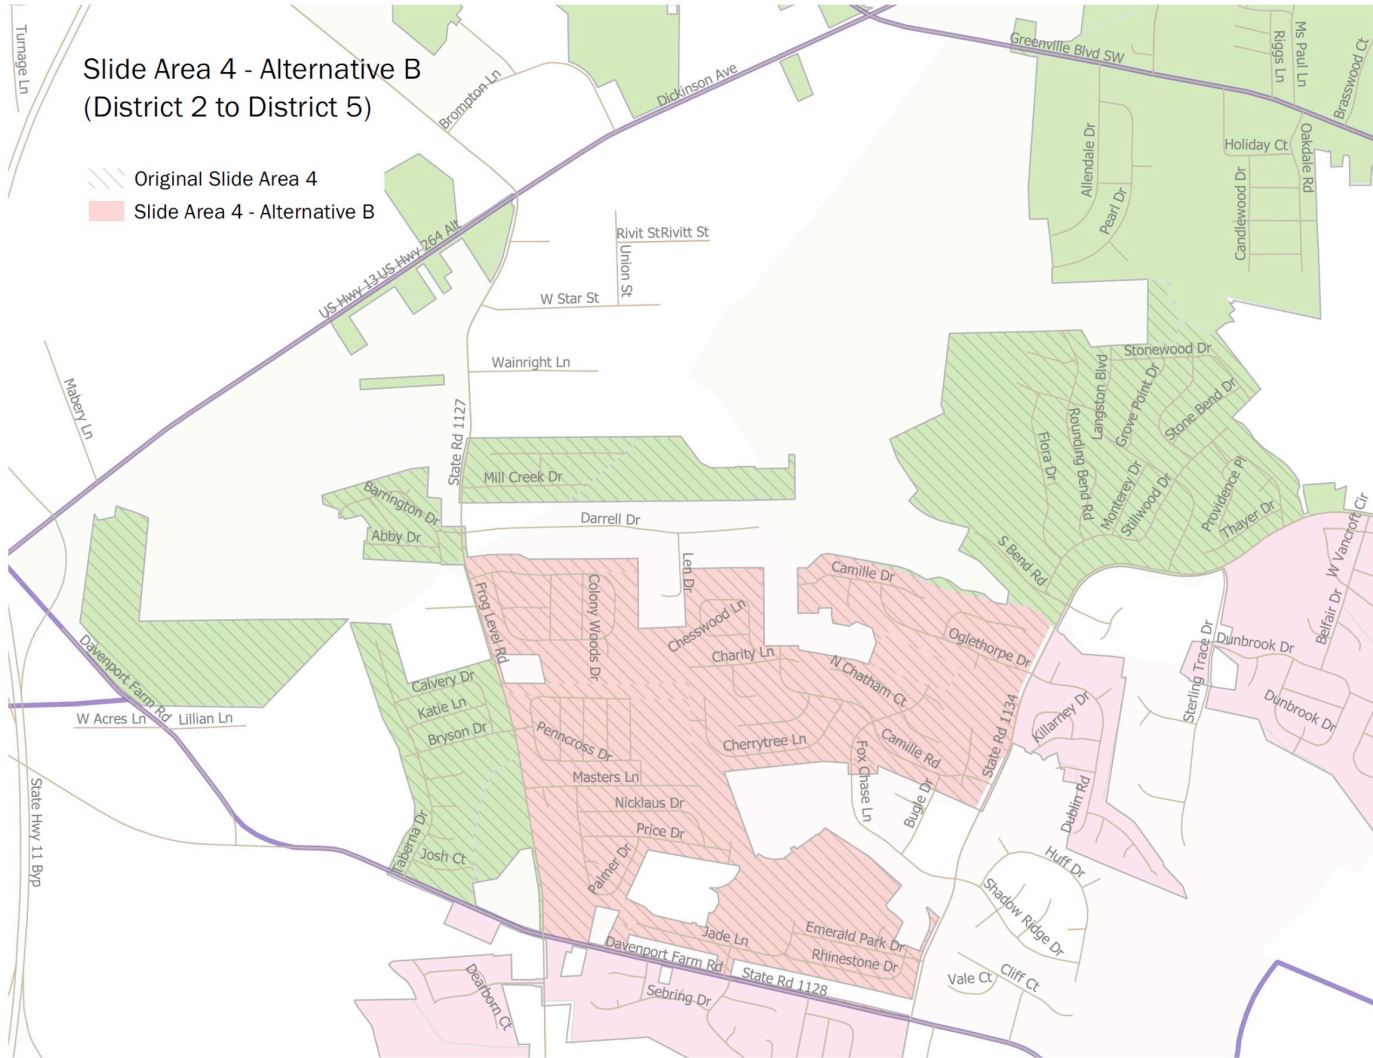 Turnage Ln
Slide Area 4 - Alternative B
(District 2 to District 5)
Original Slide Area 4
Slide Area 4 - Alternative B
Brompton Ln
Dickinson Ave
Greenville Blvd SW
Riggs Ln
Ms Paul Ln
Brasswood Ct
Allendale Dr
Pearl Dr
Holiday Ct
Oakdale Rd
Candlewood Dr
US Hwy 13US Hwy 264 Alt
Rivit StRivitt St
Union St
W Star St
Wainright Ln
Mabery Ln
State Rd 1127
Stonewood Dr
Langston Blvd
Grove Point Dr
Stone Bend Dr
Rounding Bend Rd
Flora Dr
Monterey Dr
Stillwood Dr
Providence Pl
Thayer Dr
S Bend Rd
Mill Creek Dr
Barrington Dr
Abby Dr
Darrell Dr
Len Dr
W Vancroft Cir
Belfair Dr
Camille Dr
Frog Level Rd
Colony Woods Dr
Chesswood Ln
Charity Ln
Oglethorpe Dr
N Chatham Ct
Dunbrook Dr
Sterling Trace Dr
Dunbrook Dr
Davenport Farm Rd
W Acres Ln
Lillian Ln
Calvery Dr
Katie Ln
Bryson Dr
Penncross Dr
Cherrytree Ln
Camille Rd
State Rd 1134
Killarney Dr
Masters Ln
Nicklaus Dr
Price Dr
Palmer Dr
Fox Chase Ln
Bugle Dr
Dublin Rd
State Hwy 11 Byp
Taberna Dr
Josh Ct
Huff Dr
Shadow Ridge Dr
Jade Ln
Emerald Park Dr
Rhinestone Dr
Davenport Farm Rd
State Rd 1128
Vale Ct
Cliff Ct
Dearborn Ct
Sebring Dr